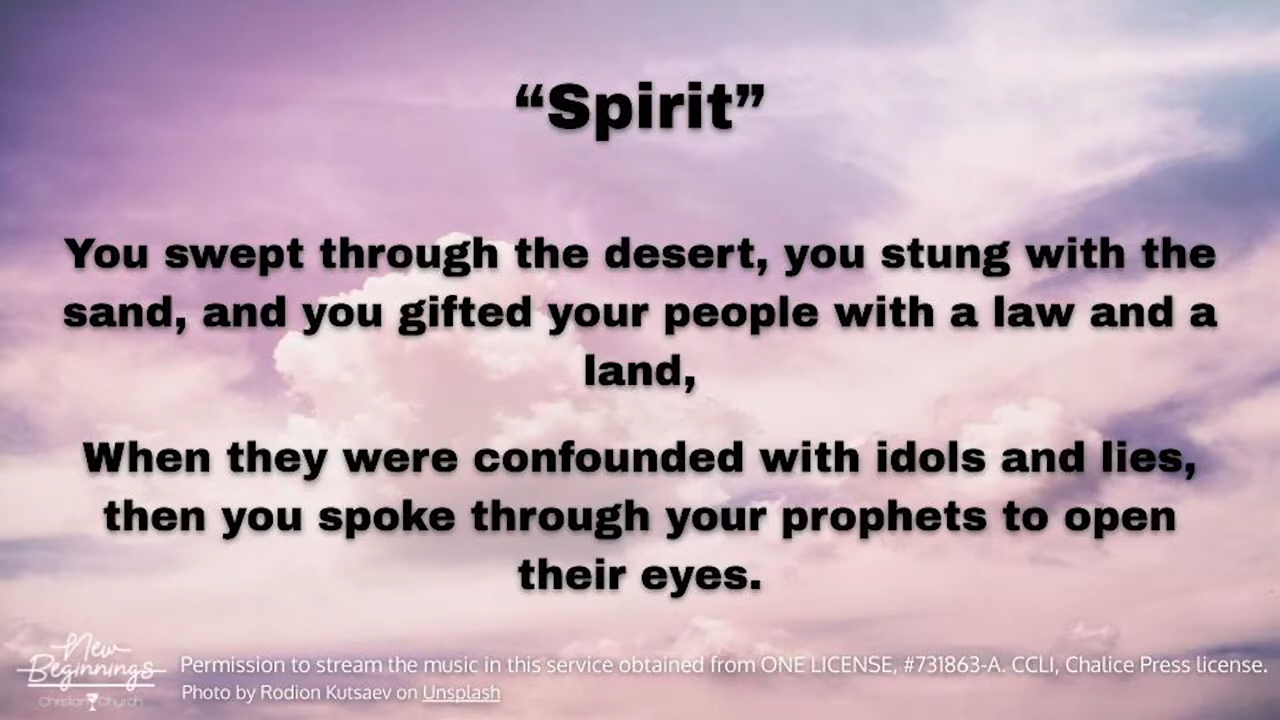 “Spirit”
You swept through the desert, you stung with the
sand, and you gifted your people with a law and a
land,
When they were confounded with idols and lies,
then you spoke through your prophets to open
their eyes.
New
Beginnings
Christian Church
Permission to stream the music in this service obtained from ONE LICENSE, #731863-A. CCLI, Chalice Press license.
Photo by Rodion Kutsaev on Unsplash